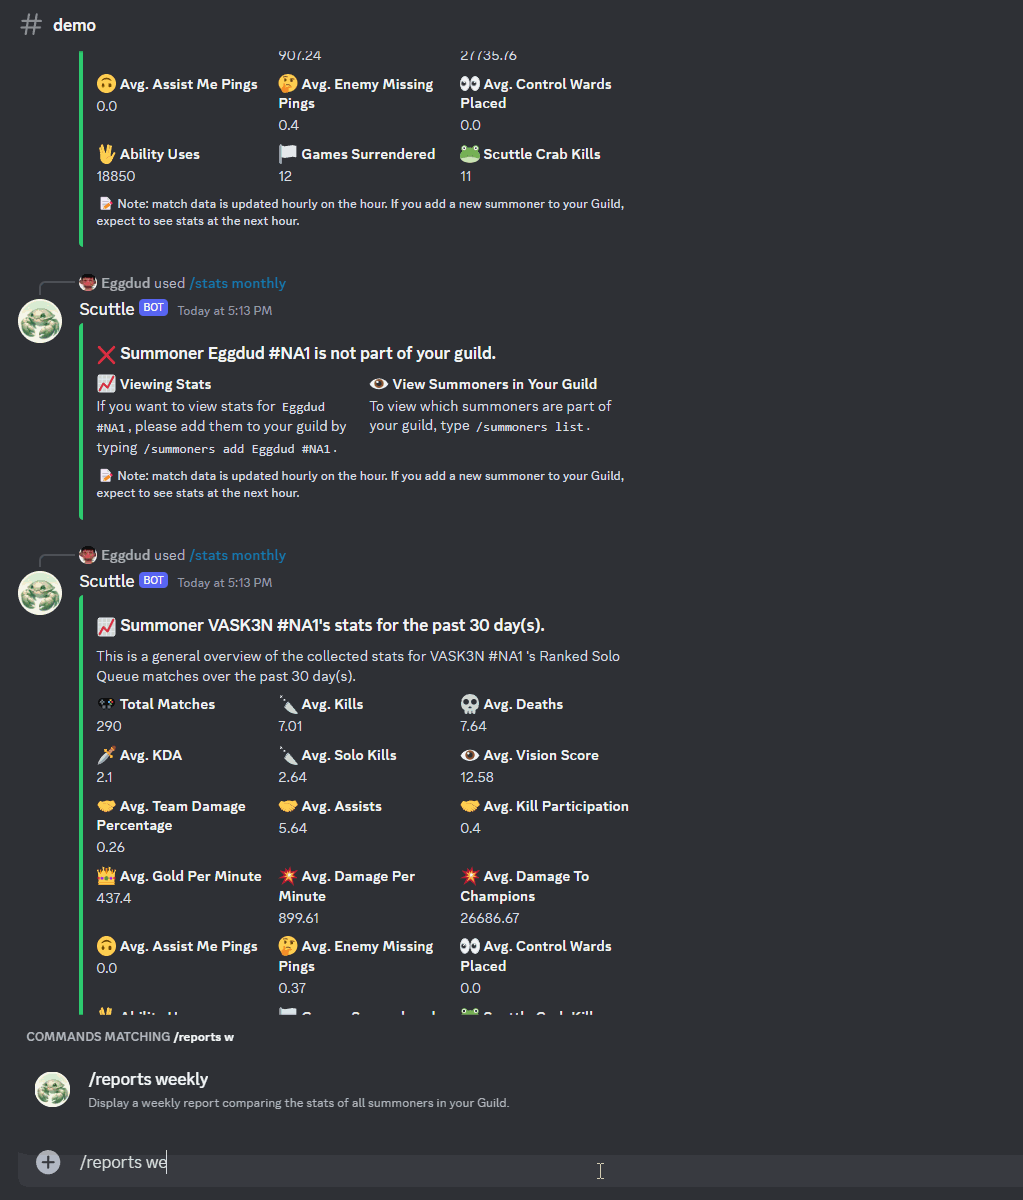 # demo
907.24 27735.76
Avg. Assist Me Pings Avg. Enemy Missing Avg. Control Wards
0.0 Pings Placed
0.4 0.0
Ability Uses Games Surrendered Scuttle Crab Kills
18850 12 11
Note: match data is updated hourly on the hour. If you add a new summoner to your Guild,
expect to see stats at the next hour.
Eggdud used /stats monthly
Scuttle BOT Today at 5:13 PM
Summoner Eggdud #NA1 is not part of your guild.
Viewing Stats View Summoners in Your Guild
If you want to view stats for Eggdud To view which summoners are part of
#NA1, please add them to your guild by your guild, type /summoners list.
typing /summoners add Eggdud #NA1.
Note: match data is updated hourly on the hour. If you add a new summoner to your Guild,
expect to see stats at the next hour.
Eggdud used /stats monthly
Scuttle BOT Today at 5:13 PM
Summoner VASK3N #NA1's stats for the past 30 day(s).
This is a general overview of the collected stats for VASK3N #NA1 's Ranked Solo
Queue matches over the past 30 day(s).
Total Matches Avg. Kills Avg. Deaths
290 7.01 7.64
Avg. KDA Avg. Solo Kills Avg. Vision Score
2.1 2.64 12.58
Avg. Team Damage Avg. Assists Avg. Kill Participation
Percentage 5.64 0.4
0.26
Avg. Gold Per Minute Avg. Damage Per Avg. Damage To
437.4 Minute Champions
899.61 26686.67
Avg. Assist Me Pings Avg. Enemy Missing Avg. Control Wards
0.0 Pings Placed
0.37 0.0
COMMANDS MATCHING /reports w
/reports weekly
Display a weekly report comparing the stats of all summoners in your Guild.
/reports we